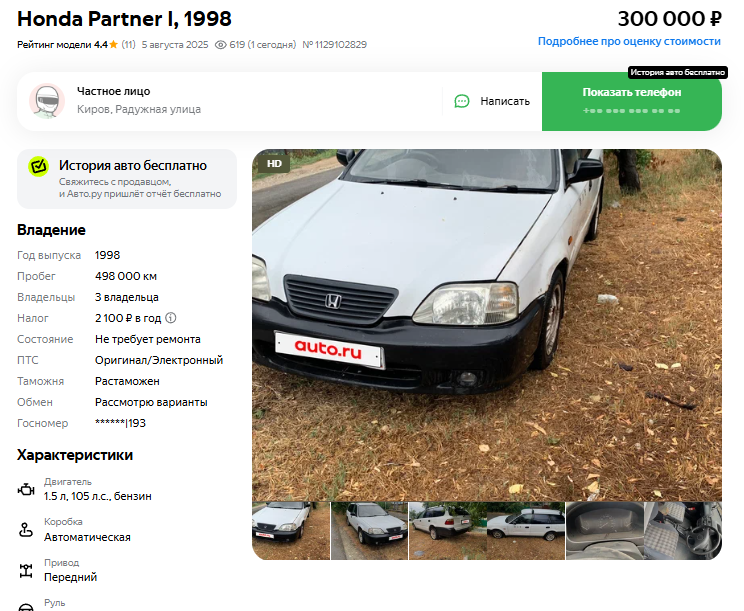 Honda Partner I, 1998
300 000 ₽
Рейтинг модели 4.4 (11) 5 августа 2025 619 (1 сегодня) № 1129102829
Подробнее про оценку стоимости
История авто бесплатно
Частное лицо
Киров, Радужная улица
Написать
Показать телефон
История авто бесплатно
Свяжитесь с продавцом,
и Авто.ру пришлёт отчёт бесплатно
HD
auto.ru
Владение
Год выпуска 1998
Пробег 498 000 км
Владельцы 3 владельца
Налог 2 100 ₽ в год
Состояние Не требует ремонта
ПТС Оригинал/Электронный
Таможня Растаможен
Обмен Рассмотрю варианты
Госномер ******|193
Характеристики
Двигатель
1.5 л, 105 л.с., бензин
Коробка
Автоматическая
Привод
Передний
Руль